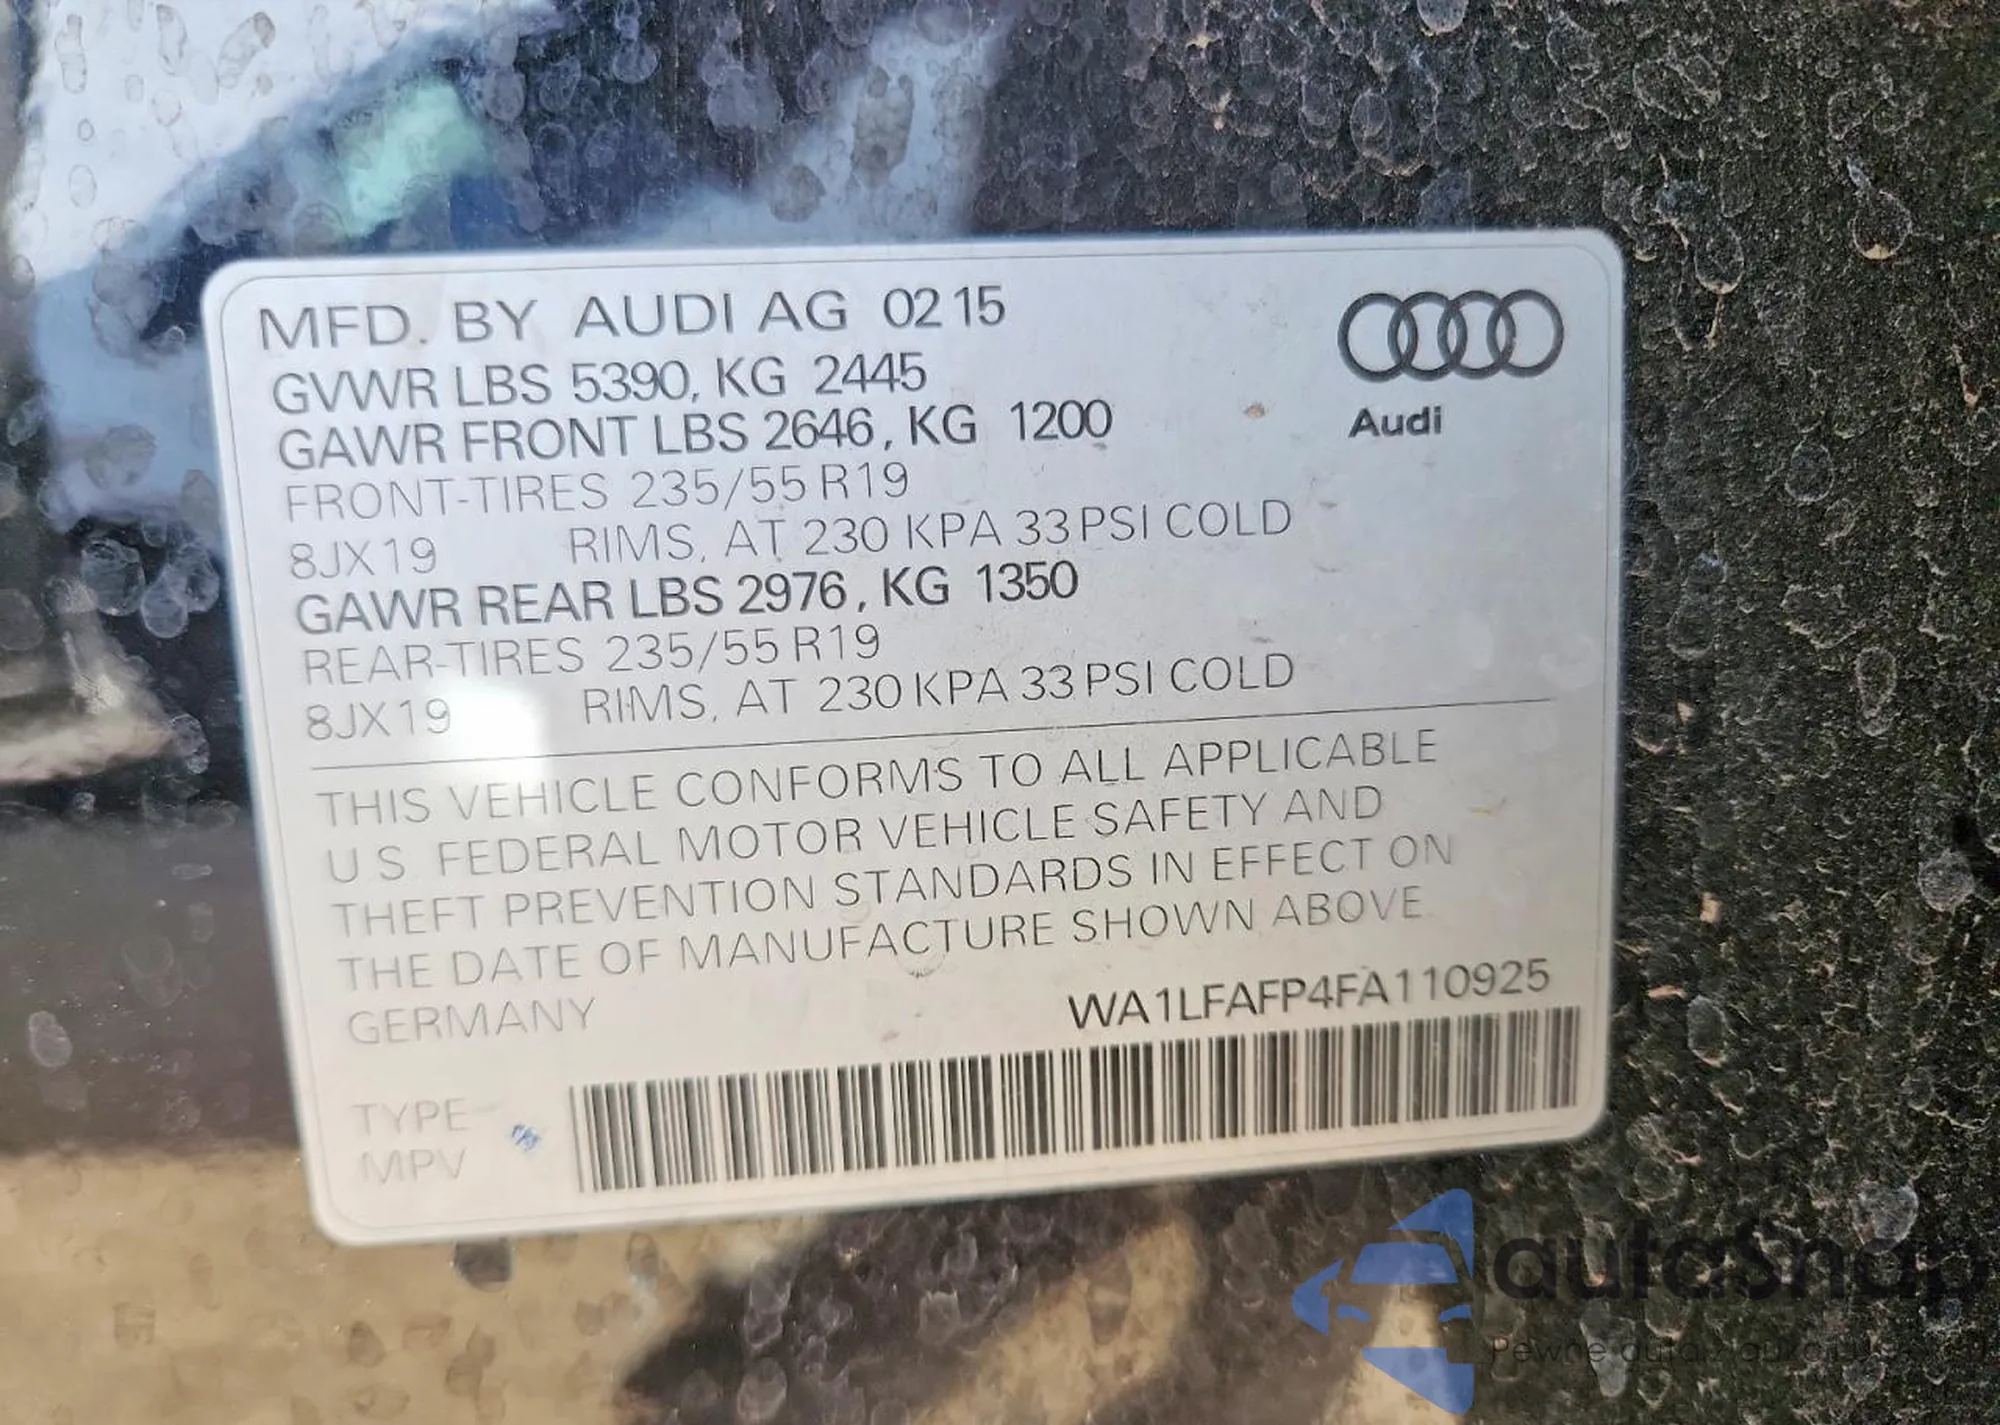 MFD. BY AUDI AG 02 15
GVWR LBS 5390, KG 2445
GAWR FRONT LBS 2646, KG 1200
FRONT-TIRES 235/55 R19
8JX19 RIMS, AT 230 KPA 33 PSI COLD
GAWR REAR LBS 2976, KG 1350
REAR-TIRES 235/55 R19
8JX19 RIMS, AT 230 KPA 33 PSI COLD
Audi
THIS VEHICLE CONFORMS TO ALL APPLICABLE
U S FEDERAL MOTOR VEHICLE SAFETY AND
THEFT PREVENTION STANDARDS IN EFFECT ON
THE DATE OF MANUFACTURE SHOWN ABOVE
GERMANY WA1LFAFP4FA110925
TYPE
MPV
autaSnap
Pewne auta z